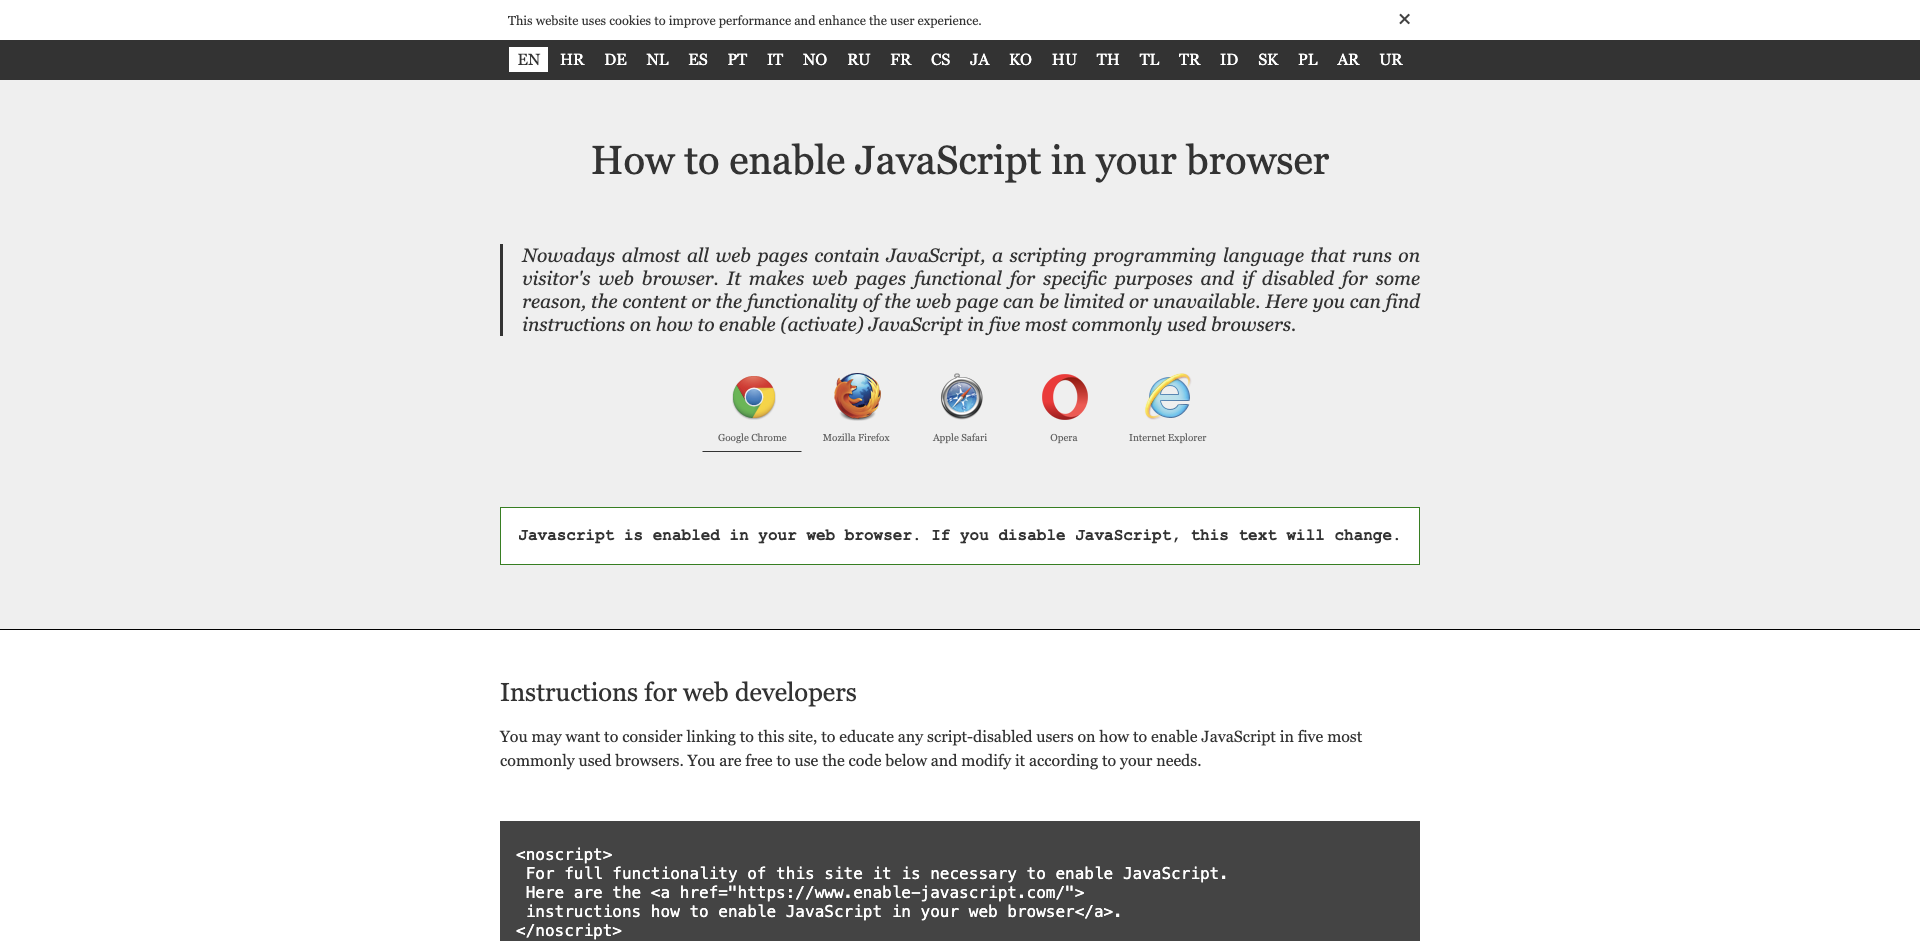 This website uses cookies to improve performance and enhance the user experience. ×
EN HR DE NL ES PT IT NO RU FR CS JA KO HU TH TL TR ID SK PL AR UR
How to enable JavaScript in your browser
Nowadays almost all web pages contain JavaScript, a scripting programming language that runs on
visitor's web browser. It makes web pages functional for specific purposes and if disabled for some
reason, the content or the functionality of the web page can be limited or unavailable. Here you can find
instructions on how to enable (activate) JavaScript in five most commonly used browsers.
Google Chrome Mozilla Firefox Apple Safari Opera Internet Explorer
Javascript is enabled in your web browser. If you disable JavaScript, this text will change.
Instructions for web developers
You may want to consider linking to this site, to educate any script-disabled users on how to enable JavaScript in five most
commonly used browsers. You are free to use the code below and modify it according to your needs.
<noscript>
 For full functionality of this site it is necessary to enable JavaScript.
 Here are the <a href="https://www.enable-javascript.com/">
 instructions how to enable JavaScript in your web browser</a>.
</noscript>